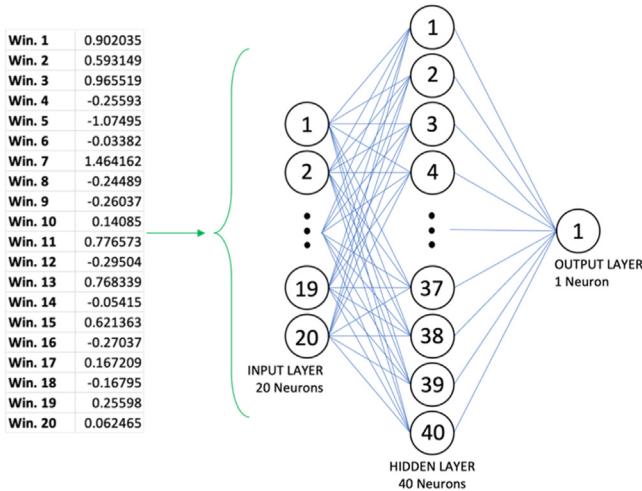 Win. 1 0.902035
Win. 2 0.593149
Win. 3 0.965519
Win. 4 -0.25593
Win. 5 -1.07495
Win. 6 -0.03382
Win. 7 1.464162
Win. 8 -0.24489
Win. 9 -0.26037
Win. 10 0.14085
Win. 11 0.776573
Win. 12 -0.29504
Win. 13 0.768339
Win. 14 -0.05415
Win. 15 0.621363
Win. 16 -0.27037
Win. 17 0.167209
Win. 18 -0.16795
Win. 19 0.25598
Win. 20 0.062465
1
2
19
20
INPUT LAYER
20 Neurons
1
2
3
4
37
38
39
40
HIDDEN LAYER
40 Neurons
1
OUTPUT LAYER
1 Neuron